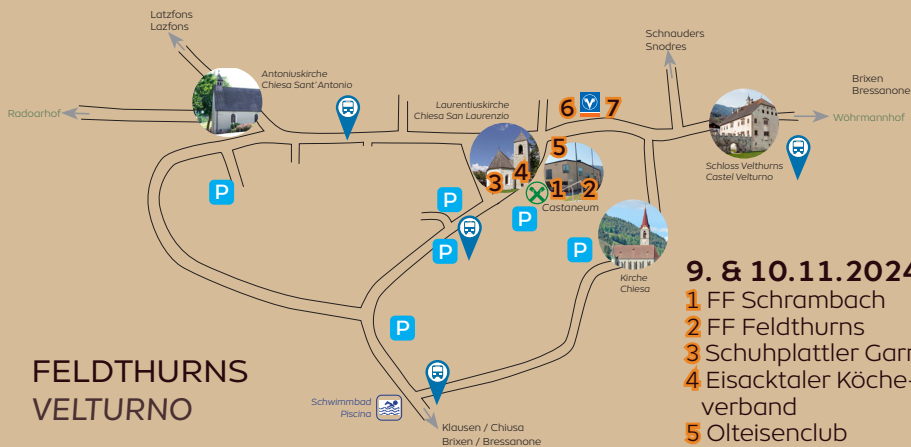 Latzfons
Lazfons
Schnauders
Snodres
Antoniuskirche
Chiesa Sant'Antonio
Brixen
Bressanone
Radoarhof
Laurentiuskirche
Chiesa San Laurenzio
6 7
Wöhrmannhof
5
Schloss Velthurns
Castel Velturno
3 4
1 2
Castaneum
P
P
P
P
P
P
Kirche
Chiesa
9. & 10.11.2024
1 FF Schrambach
2 FF Feldthurns
3 Schuhplattler
4 Eisacktaler Köche-
verband
5 Olteisenclub
FELDTHURNS
VELTURNO
Schwimmbad
Piscina
Klausen / Chiusa
Brixen / Bressanone